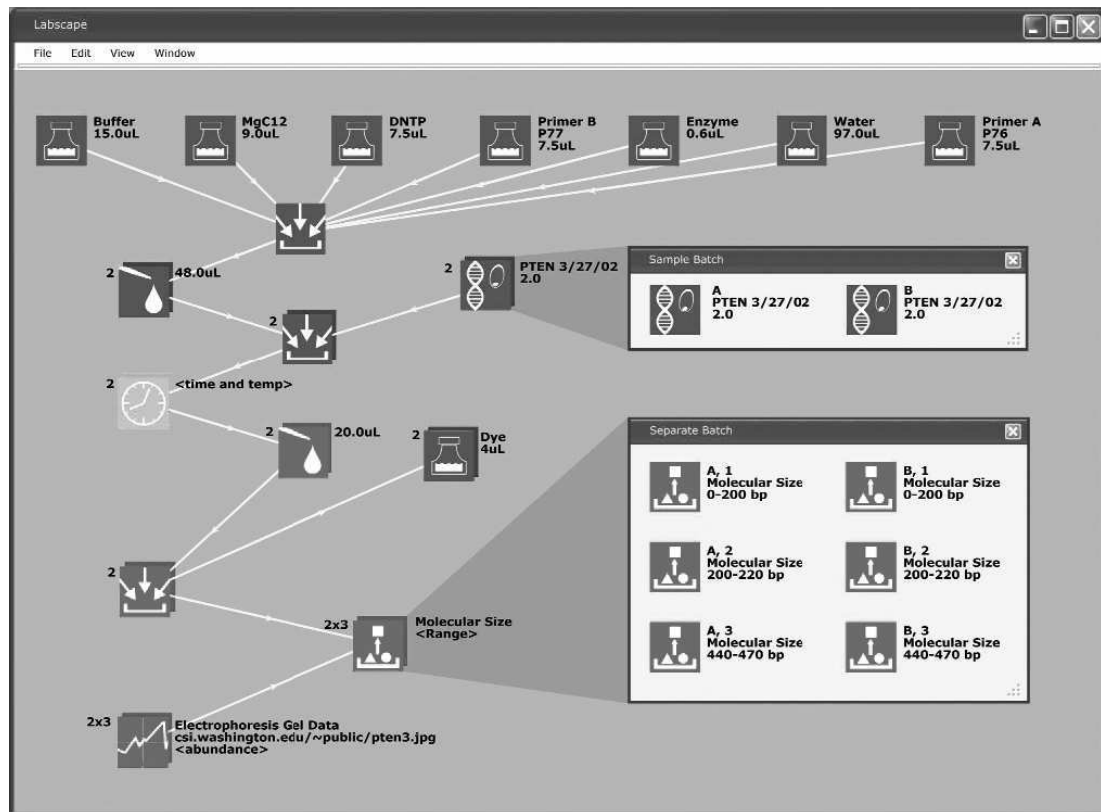 Labscape
File Edit View Window
Buffer
15.0uL
MgC12
9.0uL
DNTP
7.5uL
Primer B
P77
7.5uL
Enzyme
0.6uL
Water
97.0uL
Primer A
P76
7.5uL
2 48.0uL
2 PTEN 3/27/02
2.0
Sample Batch
A
PTEN 3/27/02
2.0
B
PTEN 3/27/02
2.0
2
2 <time and temp>
2 20.0uL
2 Dye
4uL
Separate Batch
A, 1
Molecular Size
0-200 bp
B, 1
Molecular Size
0-200 bp
A, 2
Molecular Size
200-220 bp
B, 2
Molecular Size
200-220 bp
A, 3
Molecular Size
440-470 bp
B, 3
Molecular Size
440-470 bp
2
2x3 Molecular Size
<Range>
2x3 Electrophoresis Gel Data
csi.washington.edu/~public/pten3.jpg
<abundance>